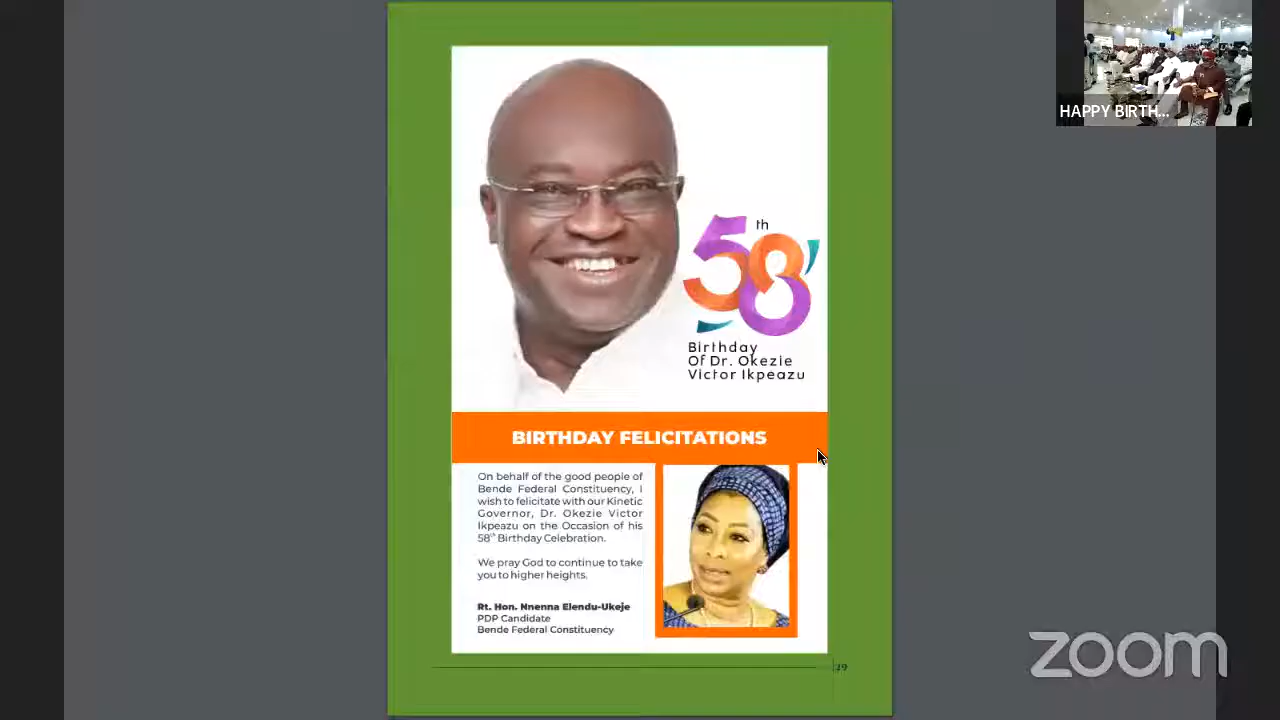 HAPPY BIRTH...
58th
Birthday
Of Dr. Okezie
Victor Ikpeazu
BIRTHDAY FELICITATIONS
On behalf of the good people of
Bende Federal Constituency, I
wish to felicitate with our Kinetic
Governor, Dr. Okezie Victor
Ikpeazu on the Occasion of his
58th Birthday Celebration.
We pray God to continue to take
you to higher heights.
Rt. Hon. Nnenna Elendu-Ukeje
PDP Candidate
Bende Federal Constituency
29
zoom